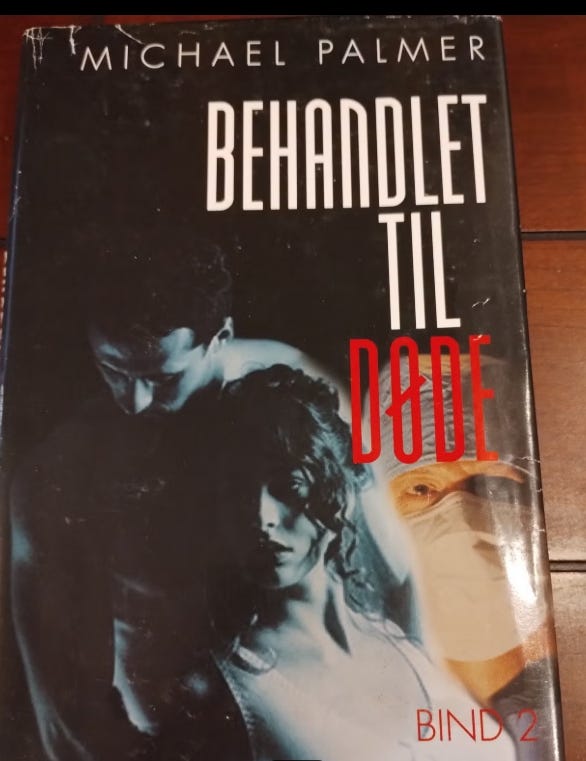 MICHAEL PALMER
BEHANDLET
TIL
DØDE
BIND 2